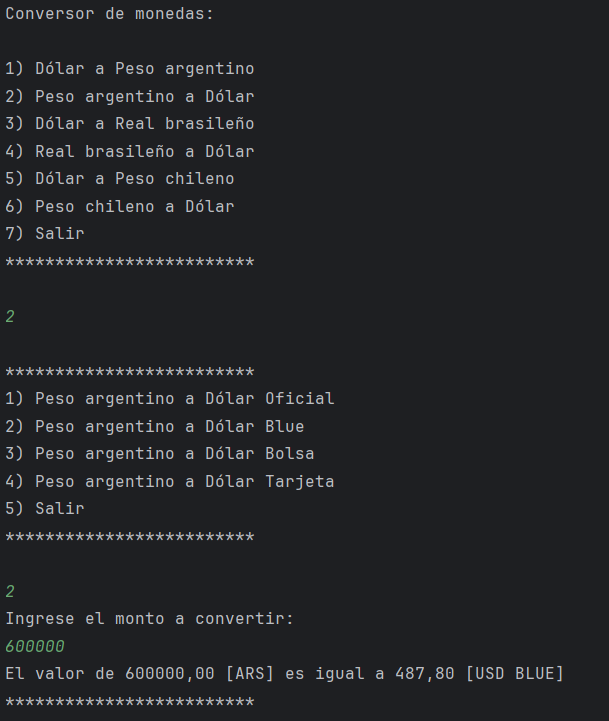 Conversor de monedas:
1) Dólar a Peso argentino
2) Peso argentino a Dólar
3) Dólar a Real brasileño
4) Real brasileño a Dólar
5) Dólar a Peso chileno
6) Peso chileno a Dólar
7) Salir
*************************
2
*************************
1) Peso argentino a Dólar Oficial
2) Peso argentino a Dólar Blue
3) Peso argentino a Dólar Bolsa
4) Peso argentino a Dólar Tarjeta
5) Salir
*************************
2
Ingrese el monto a convertir:
600000
El valor de 600000,00 [ARS] es igual a 487,80 [USD BLUE]
*************************